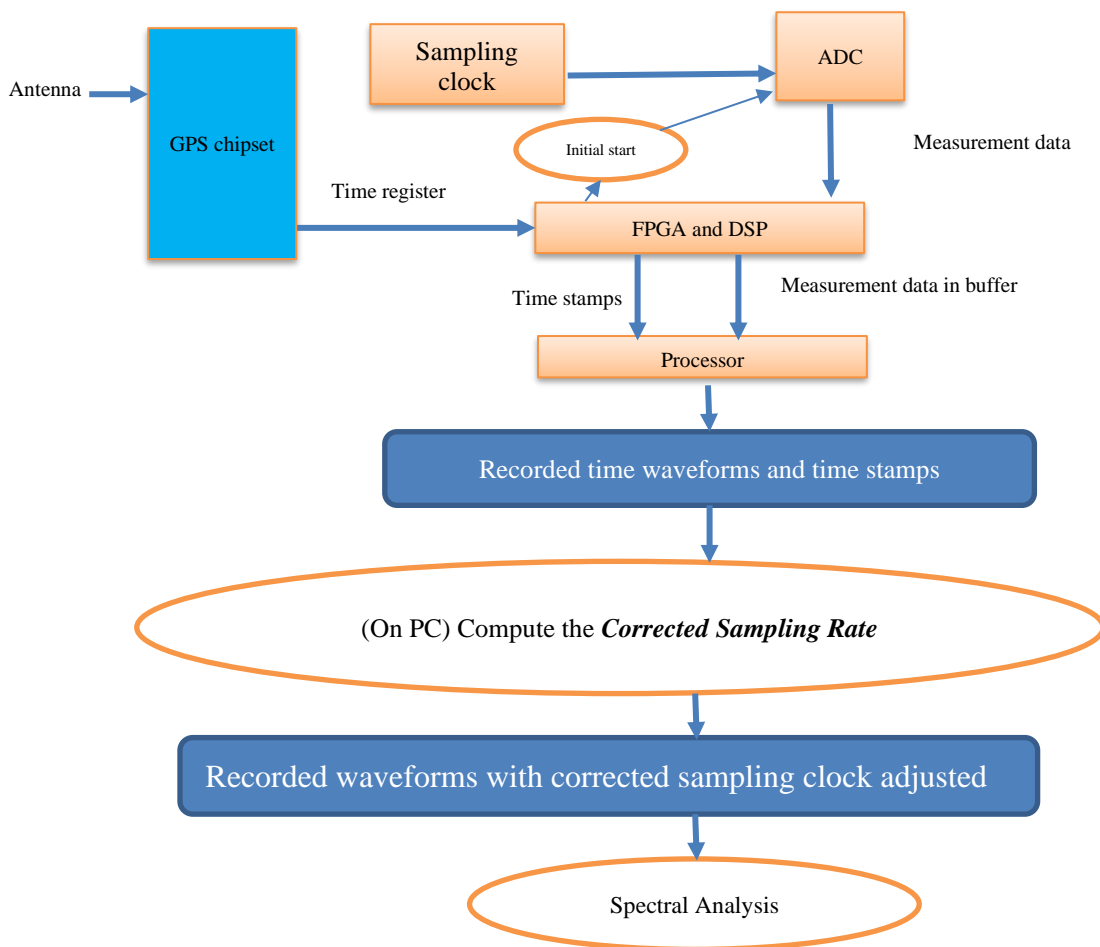 Sampling
clock
ADC
Antenna
GPS chipset
Initial start
Measurement data
Time register
FPGA and DSP
Time stamps
Measurement data in buffer
Processor
Recorded time waveforms and time stamps
(On PC) Compute the Corrected Sampling Rate
Recorded waveforms with corrected sampling clock adjusted
Spectral Analysis